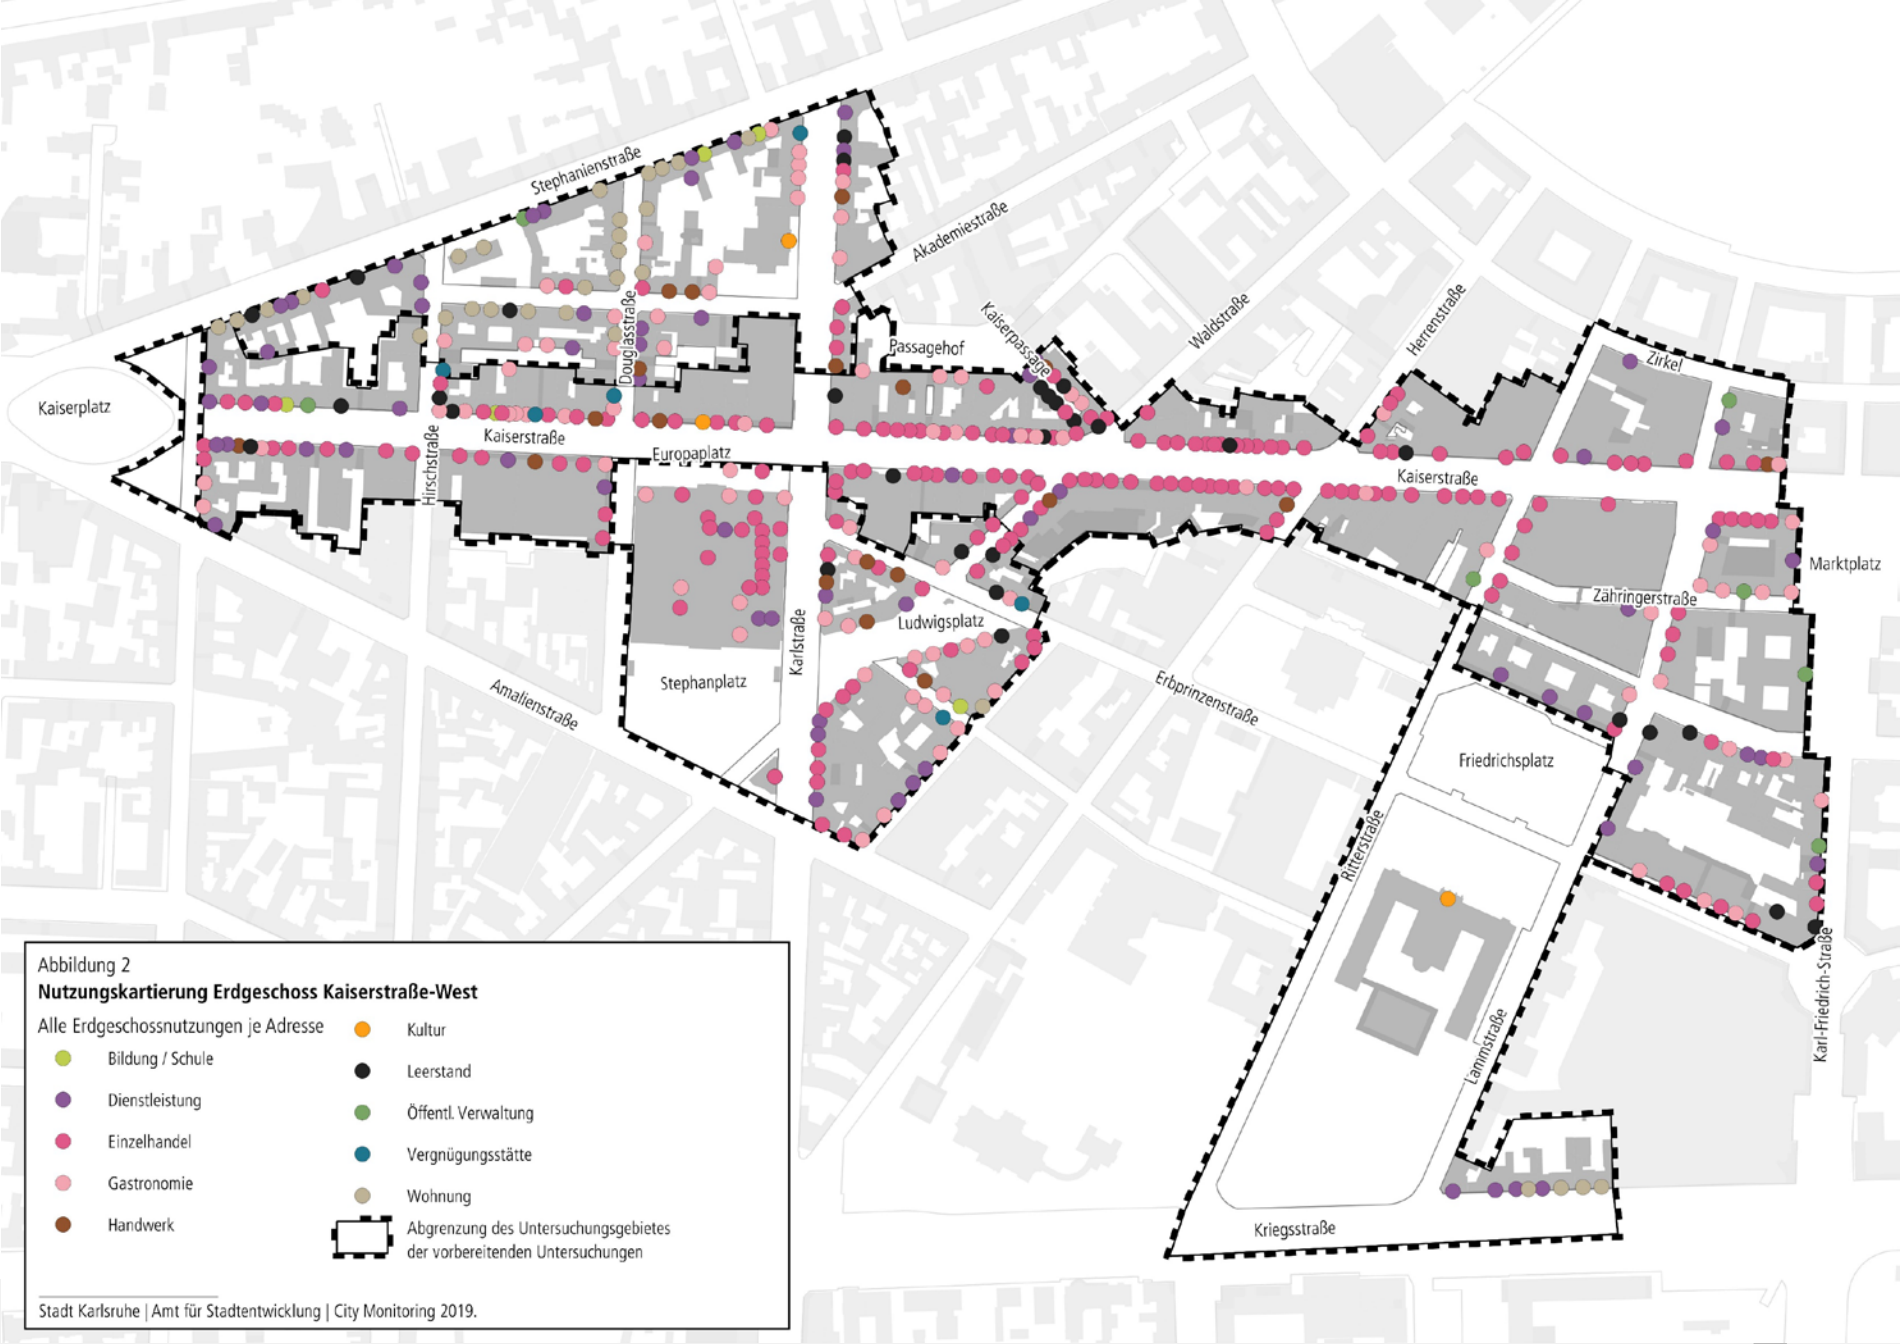 Stephanienstraße
Akademiestraße
Kaiserpassage
Waldstraße
Herrenstraße
Zirkel
Passagehof
Douglasstraße
Kaiserplatz
Hirschstraße
Kaiserstraße
Europaplatz
Kaiserstraße
Marktplatz
Zähringerstraße
Ludwigsplatz
Karlstraße
Stephanplatz
Amalienstraße
Erbprinzenstraße
Friedrichsplatz
Ritterstraße
Lammstraße
Karl-Friedrich-Straße
Kriegsstraße
Abbildung 2
Nutzungskartierung Erdgeschoss Kaiserstraße-West
Alle Erdgeschossnutzungen je Adresse
Bildung / Schule
Dienstleistung
Einzelhandel
Gastronomie
Handwerk
Kultur
Leerstand
Öffentl. Verwaltung
Vergnügungsstätte
Wohnung
Abgrenzung des Untersuchungsgebietes
der vorbereitenden Untersuchungen
Stadt Karlsruhe | Amt für Stadtentwicklung | City Monitoring 2019.